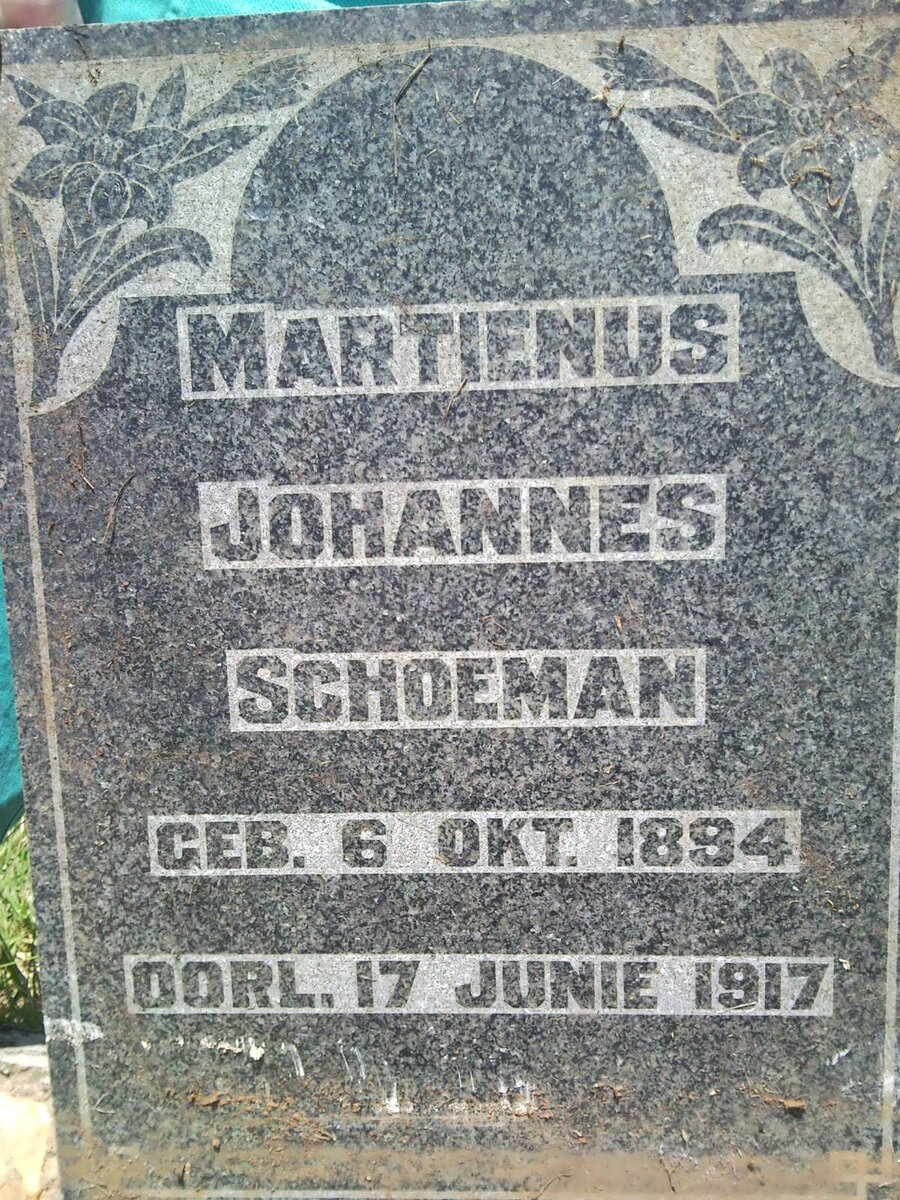 MARTIENUS
JOHANNES
SCHOEMAN
GEB. 6 OKT. 1894
OORL. 17 JUNIE 1917